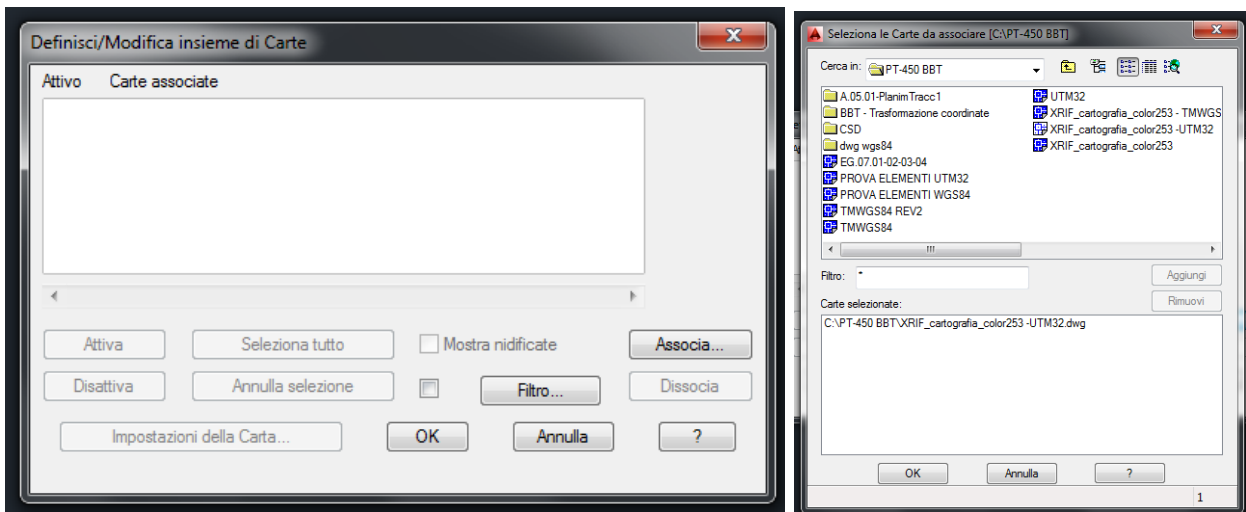 Definisci/Modifica insieme di Carte
Attivo Carte associate
Attiva Seleziona tutto Mostra nidificate Associa...
Disattiva Annulla selezione Filtro... Dissocia
Impostazioni della Carta... OK Annulla ?
Seleziona le Carte da associare [C:\PT-450 BBT]
Cerca in: PT-450 BBT
A.05.01-PlanimTracc1
BBT - Trasformazione coordinate
CSD
dwg wgs84
EG.07.01-02-03-04
PROVA ELEMENTI UTM32
PROVA ELEMENTI WGS84
TMWGS84 REV2
TMWGS84
UTM32
XRIF_cartografia_color253 - TMWGS
XRIF_cartografia_color253 -UTM32
XRIF_cartografia_color253
Filtro: * Aggiungi
Carte selezionate: Rimuovi
C:\PT-450 BBT\XRIF_cartografia_color253 -UTM32.dwg
OK Annulla ?
1